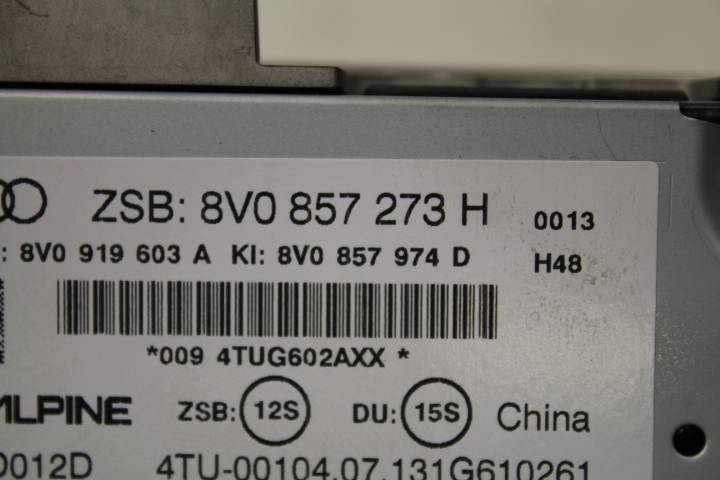 ZSB: 8V0 857 273 H 0013
: 8V0 919 603 A KI: 8V0 857 974 D H48
*009 4TUG602AXX *
ALPINE ZSB: 12S DU: 15S China
0012D 4TU-00104.07.131G610261